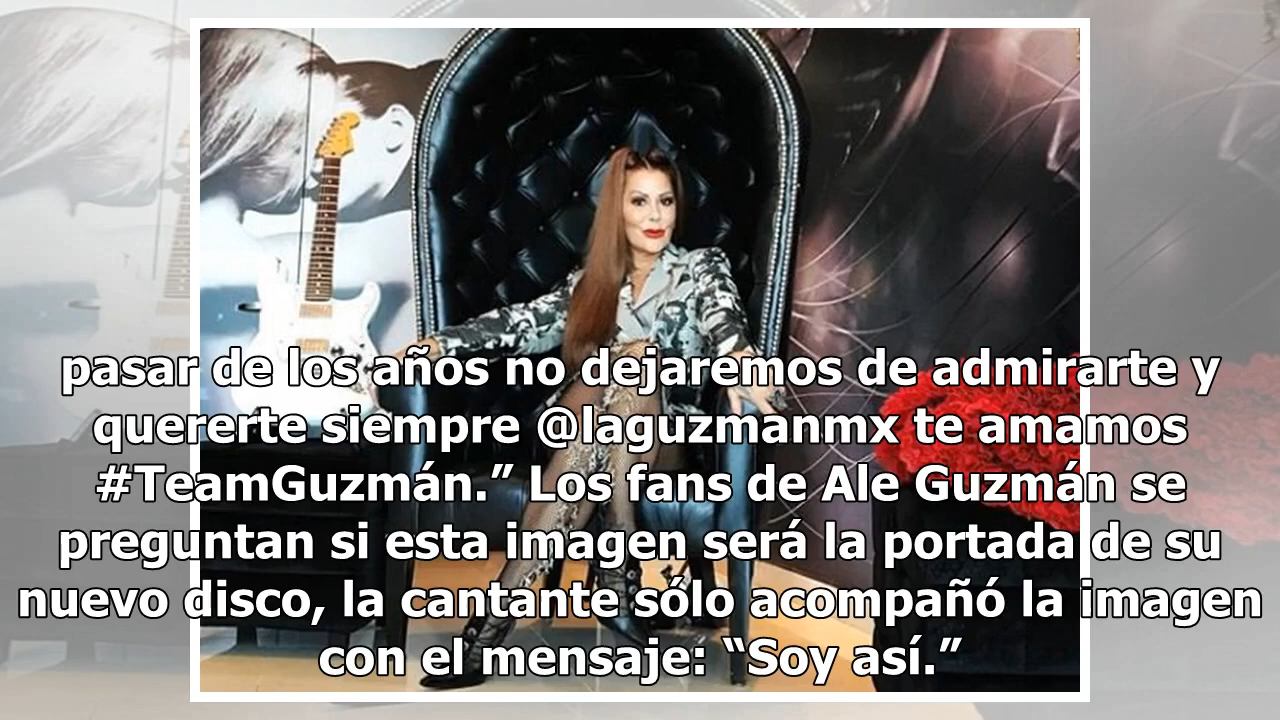 pasar de los años no dejaremos de admirarte y
quererte siempre @laguzmanmx te amamos
#TeamGuzmán.” Los fans de Ale Guzmán se
preguntan si esta imagen será la portada de su
nuevo disco, la cantante sólo acompañó la imagen
con el mensaje: “Soy así.”